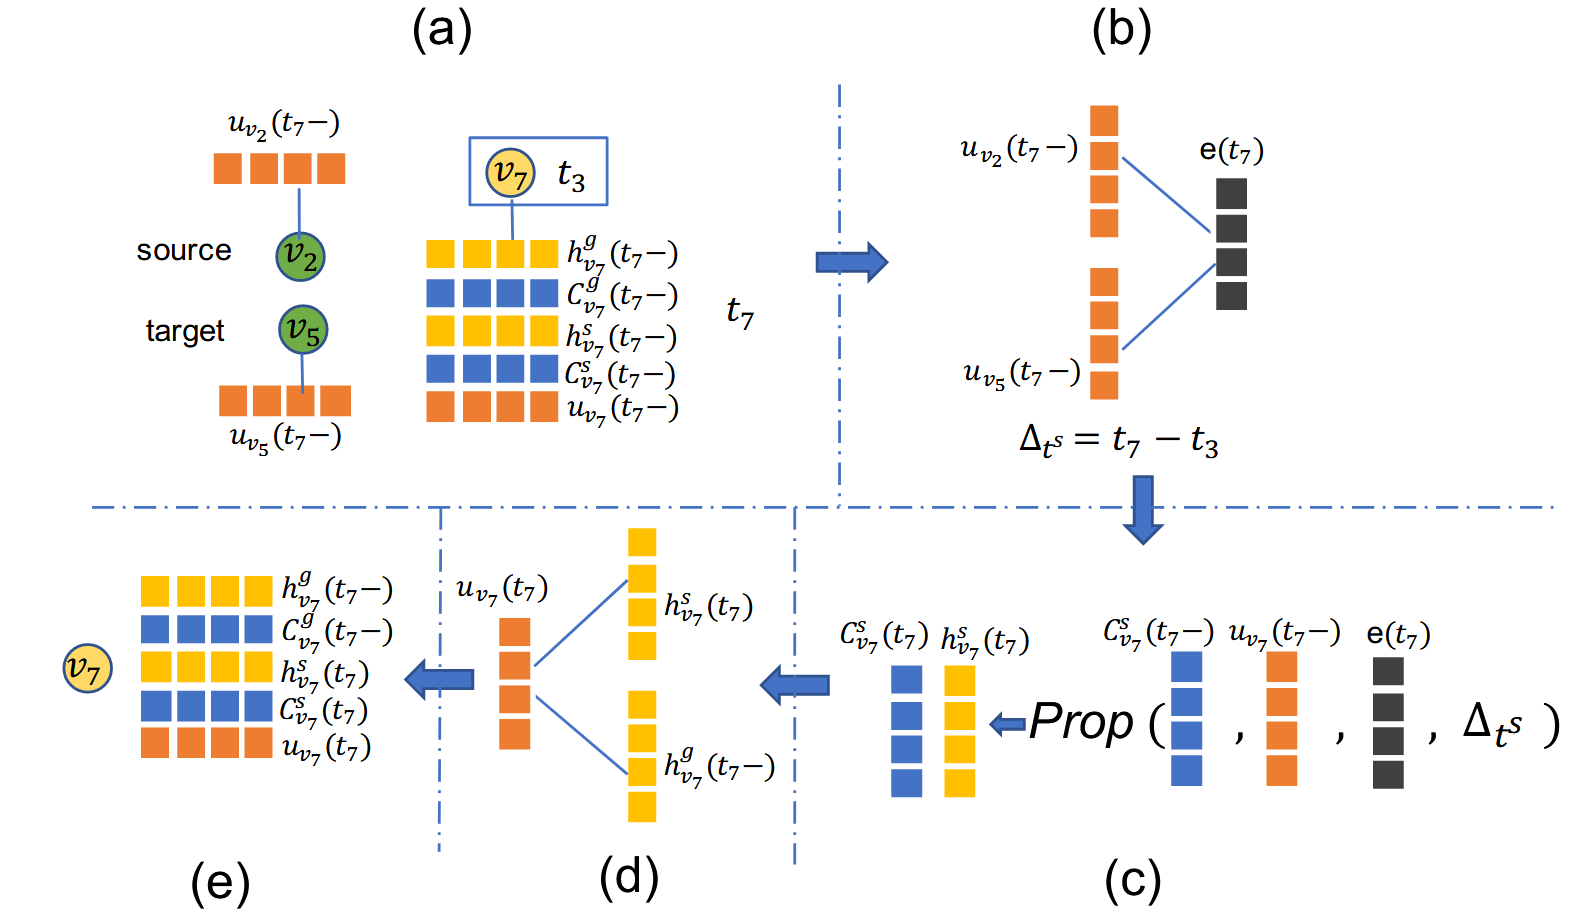 (a)
u_{v_2}(t_7−)
source
v_2
target
v_5
u_{v_5}(t_7−)
v_7 t_3
h^g_{v_7}(t_7−)
C^g_{v_7}(t_7−)
h^s_{v_7}(t_7−)
C^s_{v_7}(t_7−)
u_{v_7}(t_7−)
t_7
(b)
u_{v_2}(t_7−)
e(t_7)
u_{v_5}(t_7−)
Δ_{t^s} = t_7 − t_3
C^s_{v_7}(t_7) h^s_{v_7}(t_7)
C^s_{v_7}(t_7−) u_{v_7}(t_7−) e(t_7)
Prop ( , , , Δ_{t^s} )
(c)
u_{v_7}(t_7)
h^s_{v_7}(t_7)
h^g_{v_7}(t_7−)
(d)
v_7
h^g_{v_7}(t_7−)
C^g_{v_7}(t_7−)
h^s_{v_7}(t_7)
C^s_{v_7}(t_7)
u_{v_7}(t_7)
(e)